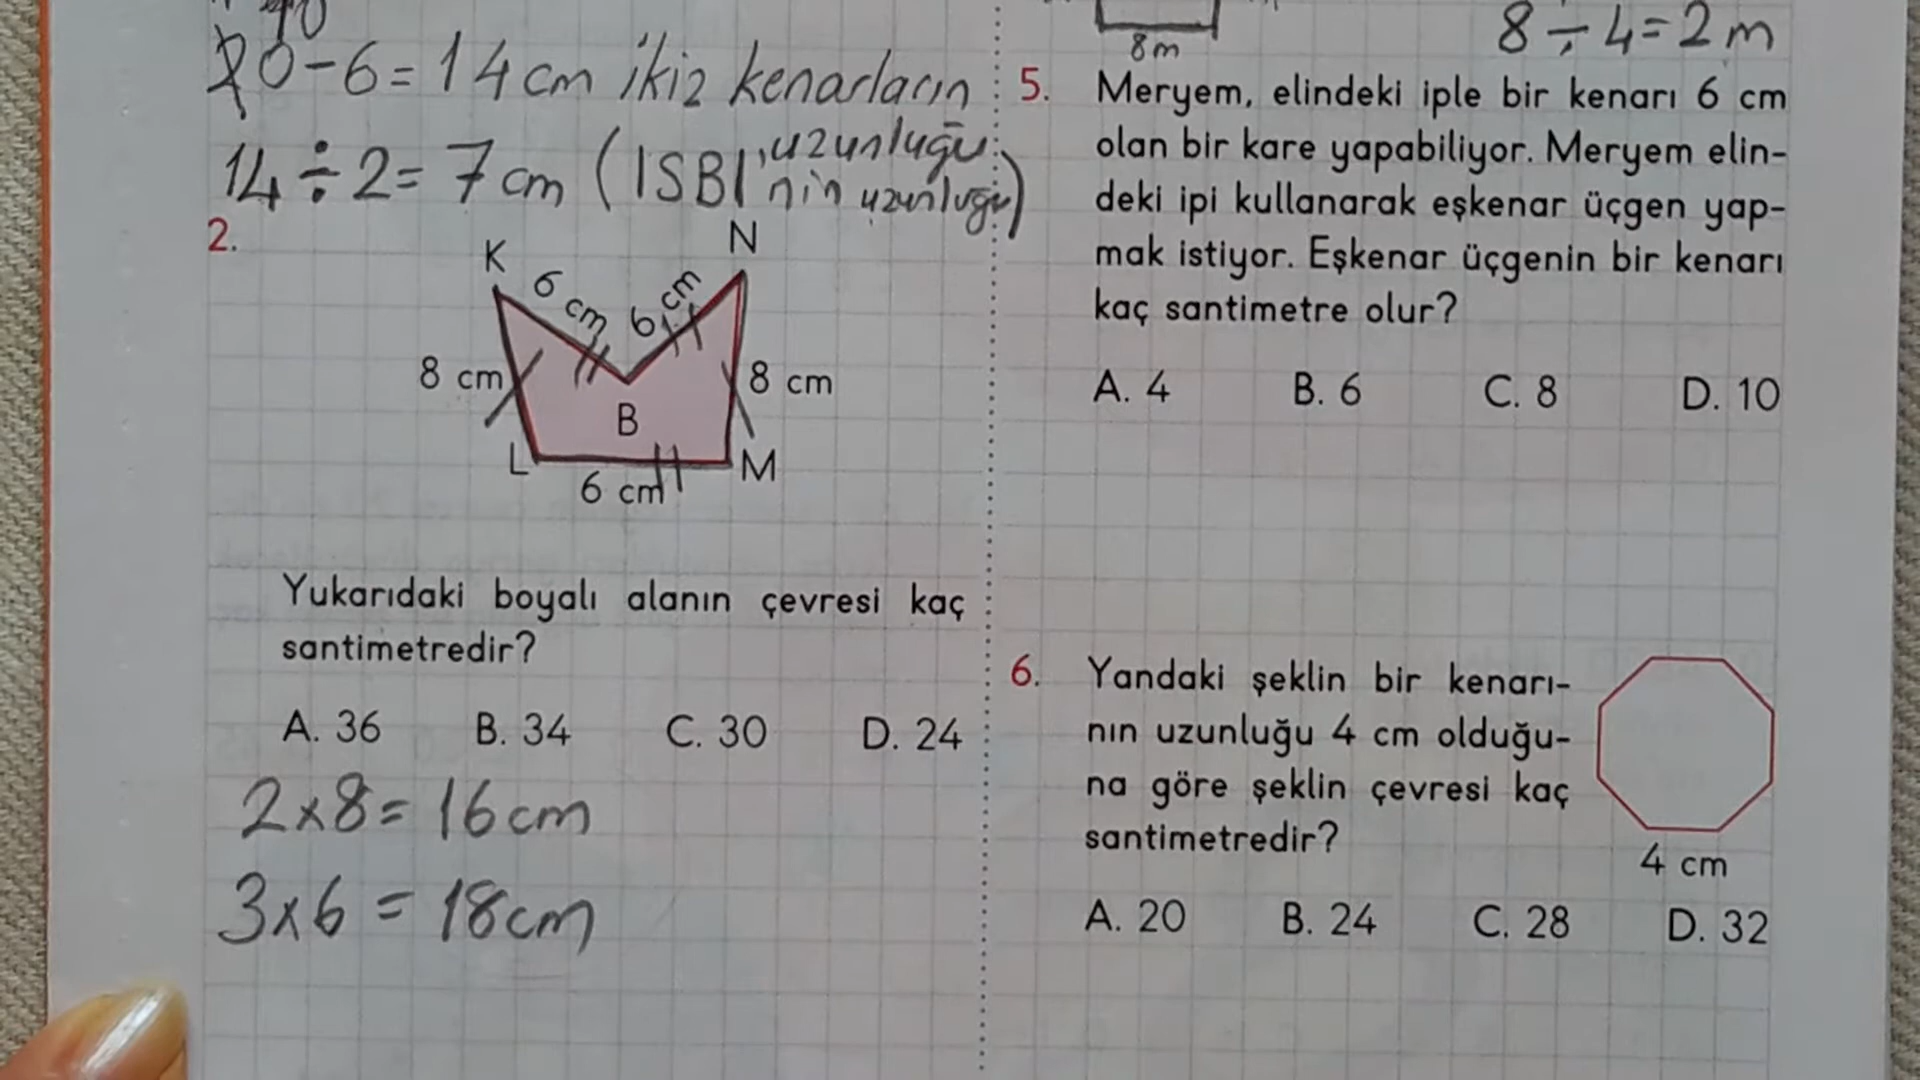 20-6=14 cm ikiz kenarların
uzunluğu
14÷2=7 cm (ISBI'nin uzunluğu)
2.
K
N
6 cm
6 cm
8 cm
8 cm
B
L
M
6 cm
Yukarıdaki boyalı alanın çevresi kaç
santimetredir?
A. 36 B. 34 C. 30 D. 24
2x8= 16 cm
3x6 = 18cm
8m
8÷4=2 m
5. Meryem, elindeki iple bir kenarı 6 cm
olan bir kare yapabiliyor. Meryem elin-
deki ipi kullanarak eşkenar üçgen yap-
mak istiyor. Eşkenar üçgenin bir kenarı
kaç santimetre olur?
A. 4 B. 6 C. 8 D. 10
6. Yandaki şeklin bir kenarı-
nın uzunluğu 4 cm olduğu-
na göre şeklin çevresi kaç
santimetredir?
4 cm
A. 20 B. 24 C. 28 D. 32